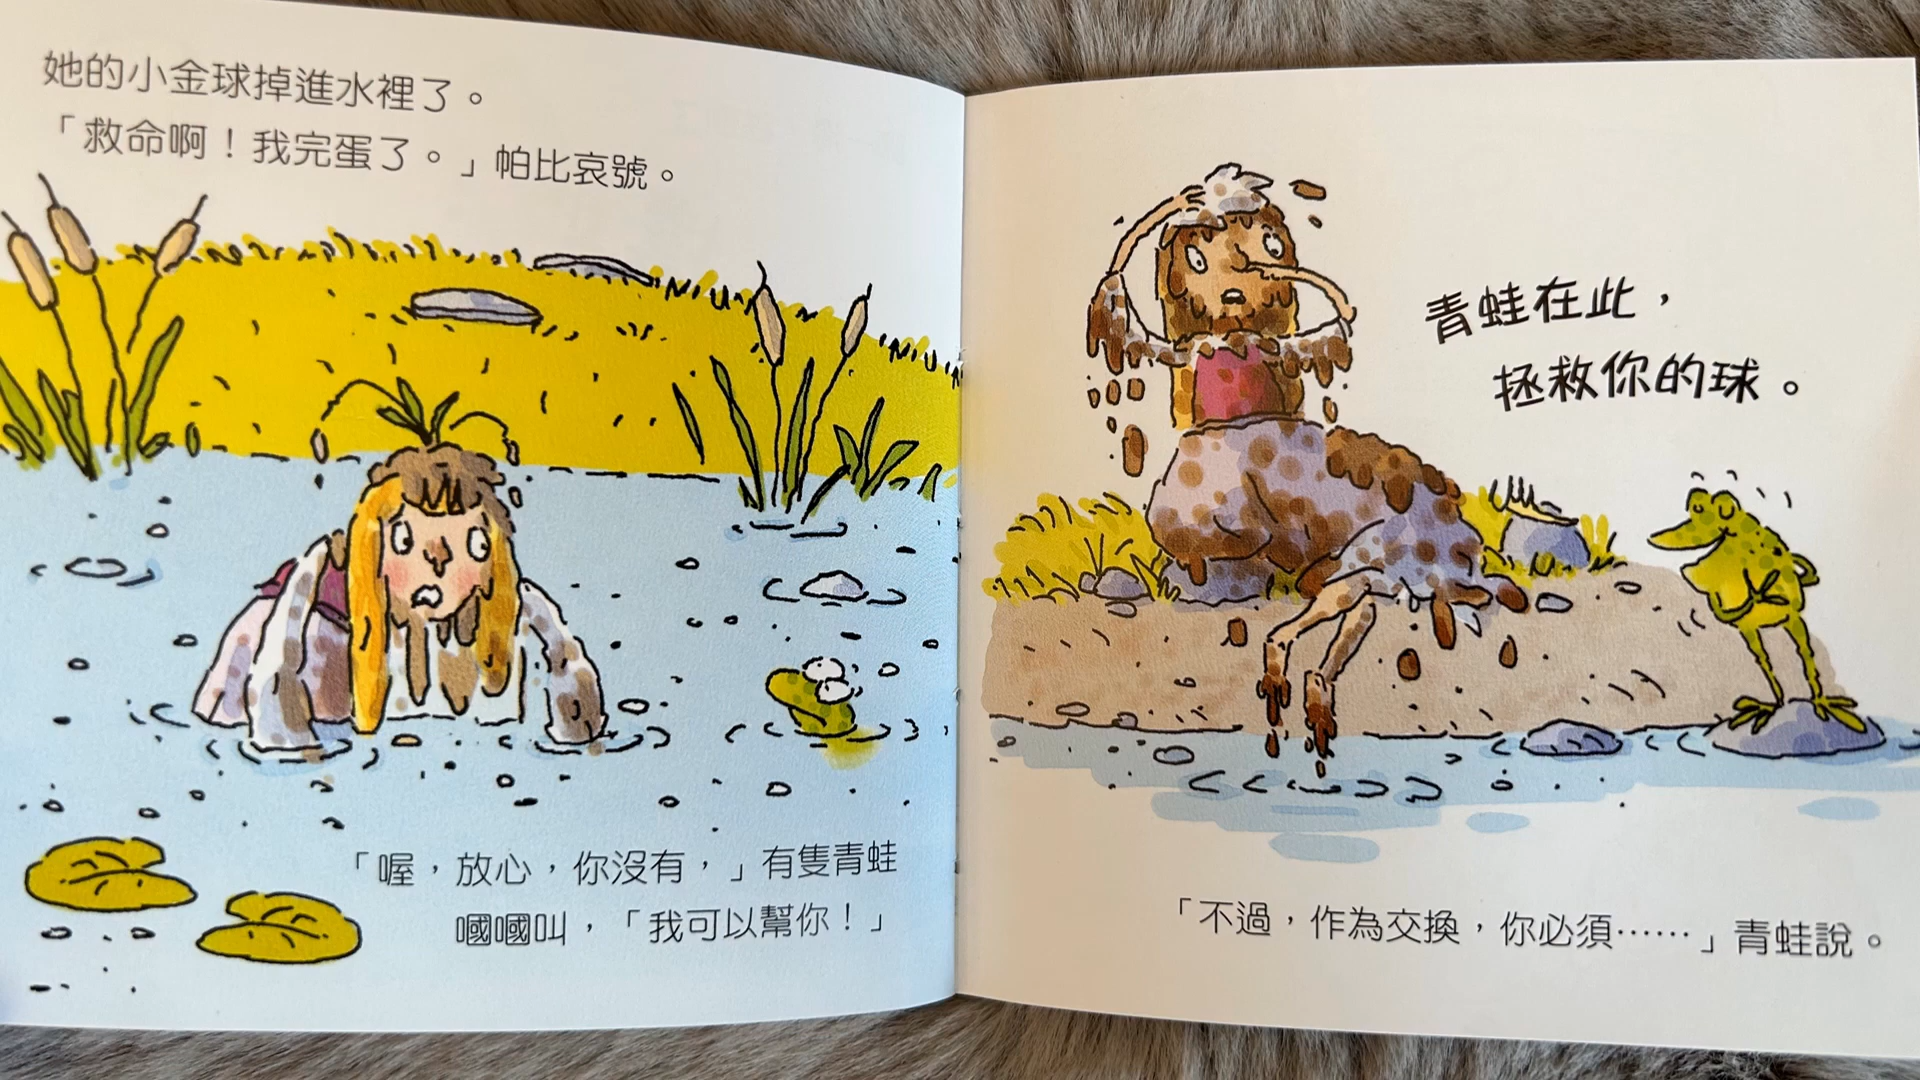 她的小金球掉進水裡了。
「救命啊！我完蛋了。」帕比哀號。
「喔，放心，你沒有，」有隻青蛙
嘓嘓叫，「我可以幫你！」
青蛙在此，
拯救你的球。
「不過，作為交換，你必須⋯⋯」青蛙說。